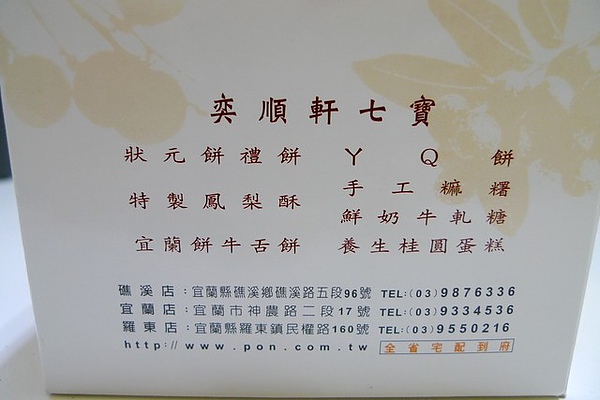 奕順軒七寶
狀元餅禮餅
YQ餅
特製鳳梨酥
手工麻糬
鮮奶牛軋糖
宜蘭餅牛舌餅
養生桂圓蛋糕
礁溪店：宜蘭縣礁溪鄉礁溪路五段96號 TEL:(03)9876336
宜蘭店：宜蘭市神農路二段17號 TEL:(03)9334536
羅東店：宜蘭縣羅東鎮民權路160號 TEL:(03)9550216
http://www.pon.com.tw 全省宅配到府